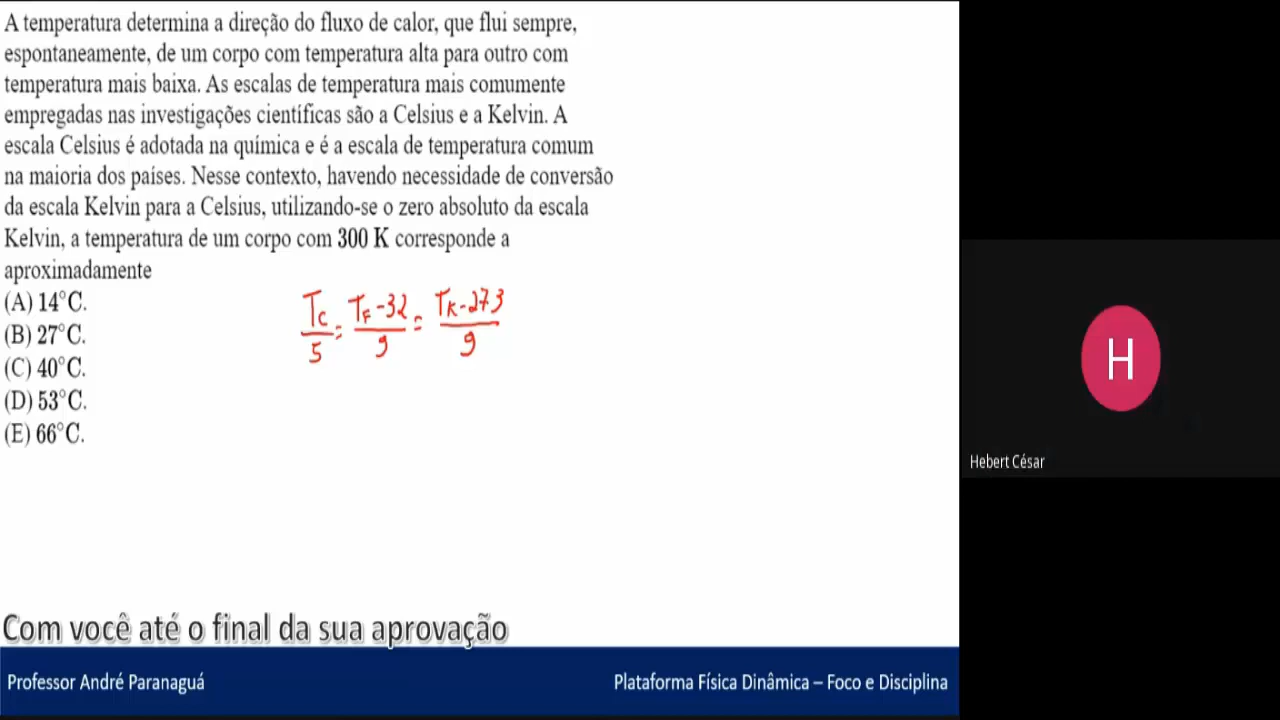 A temperatura determina a direção do fluxo de calor, que flui sempre,
espontaneamente, de um corpo com temperatura alta para outro com
temperatura mais baixa. As escalas de temperatura mais comumente
empregadas nas investigações científicas são a Celsius e a Kelvin. A
escala Celsius é adotada na química e é a escala de temperatura comum
na maioria dos países. Nesse contexto, havendo necessidade de conversão
da escala Kelvin para a Celsius, utilizando-se o zero absoluto da escala
Kelvin, a temperatura de um corpo com 300 K corresponde a
aproximadamente
(A) 14°C.
(B) 27°C.
(C) 40°C.
(D) 53°C.
(E) 66°C.
Tc/5 = TF-32/9 = TK-273/9
H
Hebert César
Com você até o final da sua aprovação
Professor André Paranaguá
Plataforma Física Dinâmica – Foco e Disciplina